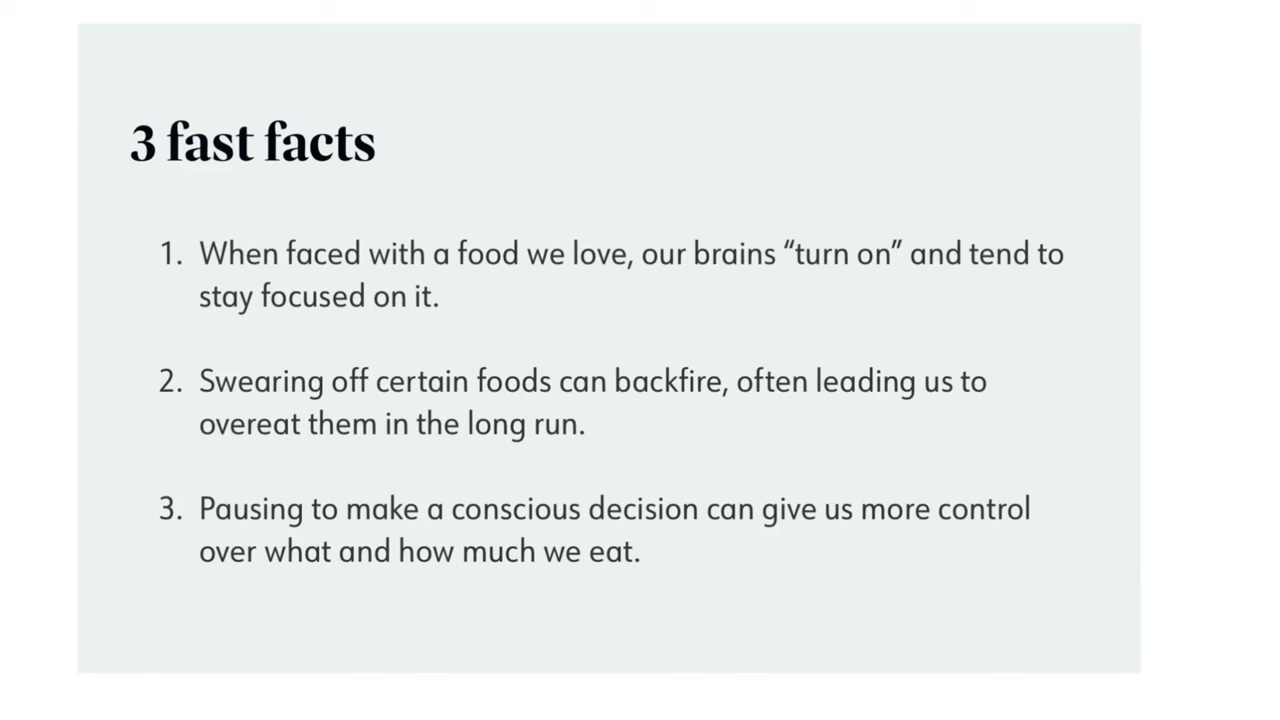 3 fast facts
1. When faced with a food we love, our brains “turn on” and tend to
stay focused on it.
2. Swearing off certain foods can backfire, often leading us to
overeat them in the long run.
3. Pausing to make a conscious decision can give us more control
over what and how much we eat.